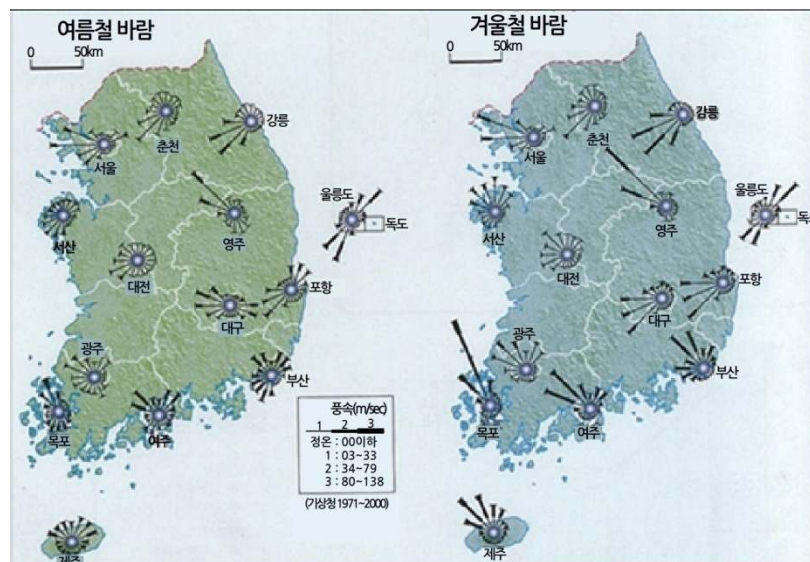 여름철 바람
0 50km
강릉
춘천
서울
울릉도
독도
서산
영주
대전
포항
대구
광주
부산
목포
여주
풍속(m/sec)
1 2 3
정온 : 00이하
1 : 03~33
2 : 34~79
3 : 80~138
(기상청 1971~2000)
제주
겨울철 바람
0 50km
강릉
춘천
서울
울릉도
독
서산
영주
대전
포항
대구
광주
부산
목포
여주
제주